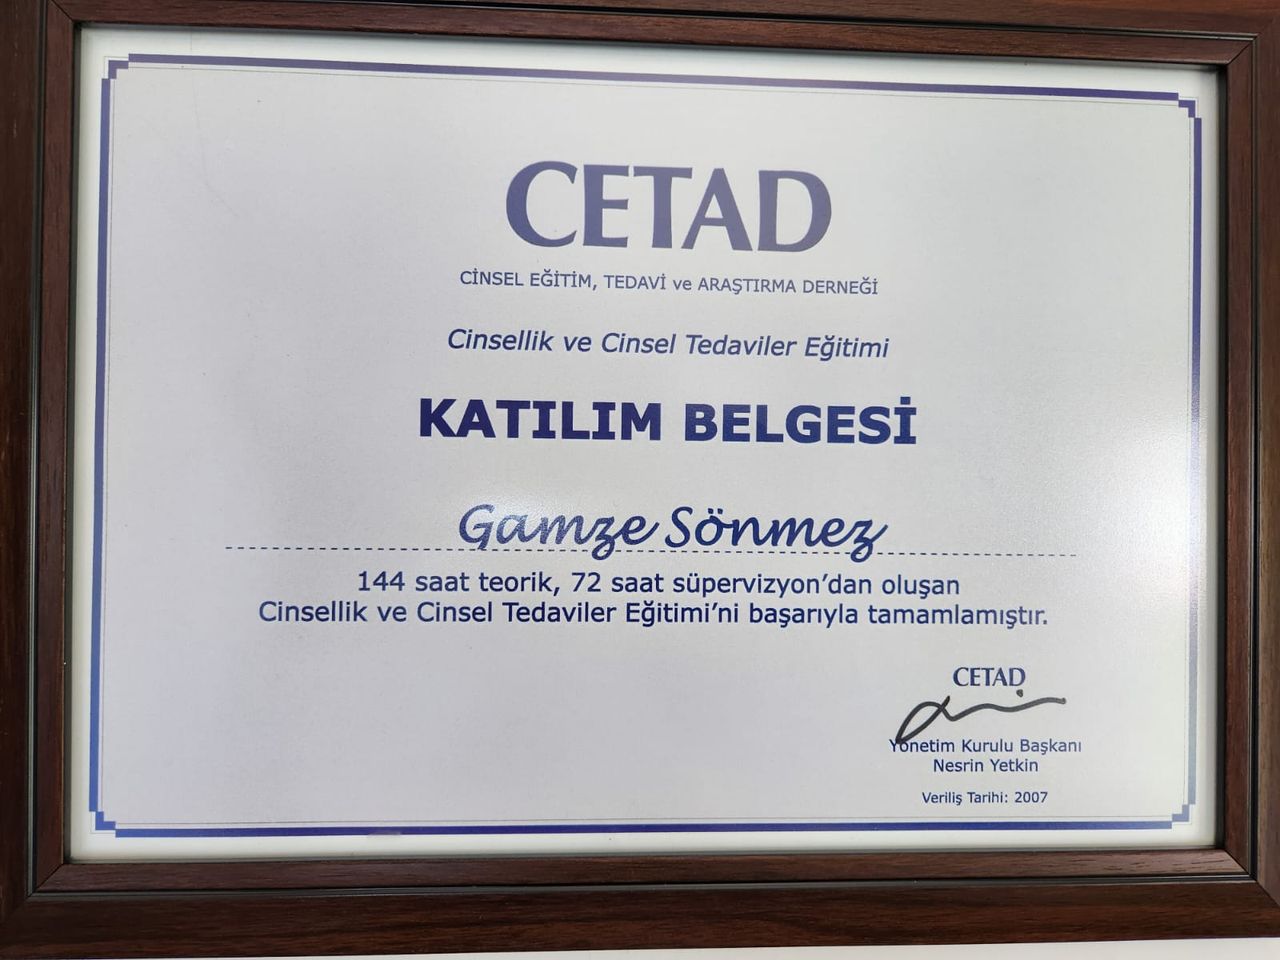 CETAD
CİNSEL EĞİTİM, TEDAVİ ve ARAŞTIRMA DERNEĞİ
Cinsellik ve Cinsel Tedaviler Eğitimi
KATILIM BELGESİ
Gamze Sönmez
144 saat teorik, 72 saat süpervizyon’dan oluşan
Cinsellik ve Cinsel Tedaviler Eğitimi’ni başarıyla tamamlamıştır.
CETAD
Yönetim Kurulu Başkanı
Nesrin Yetkin
Veriliş Tarihi: 2007